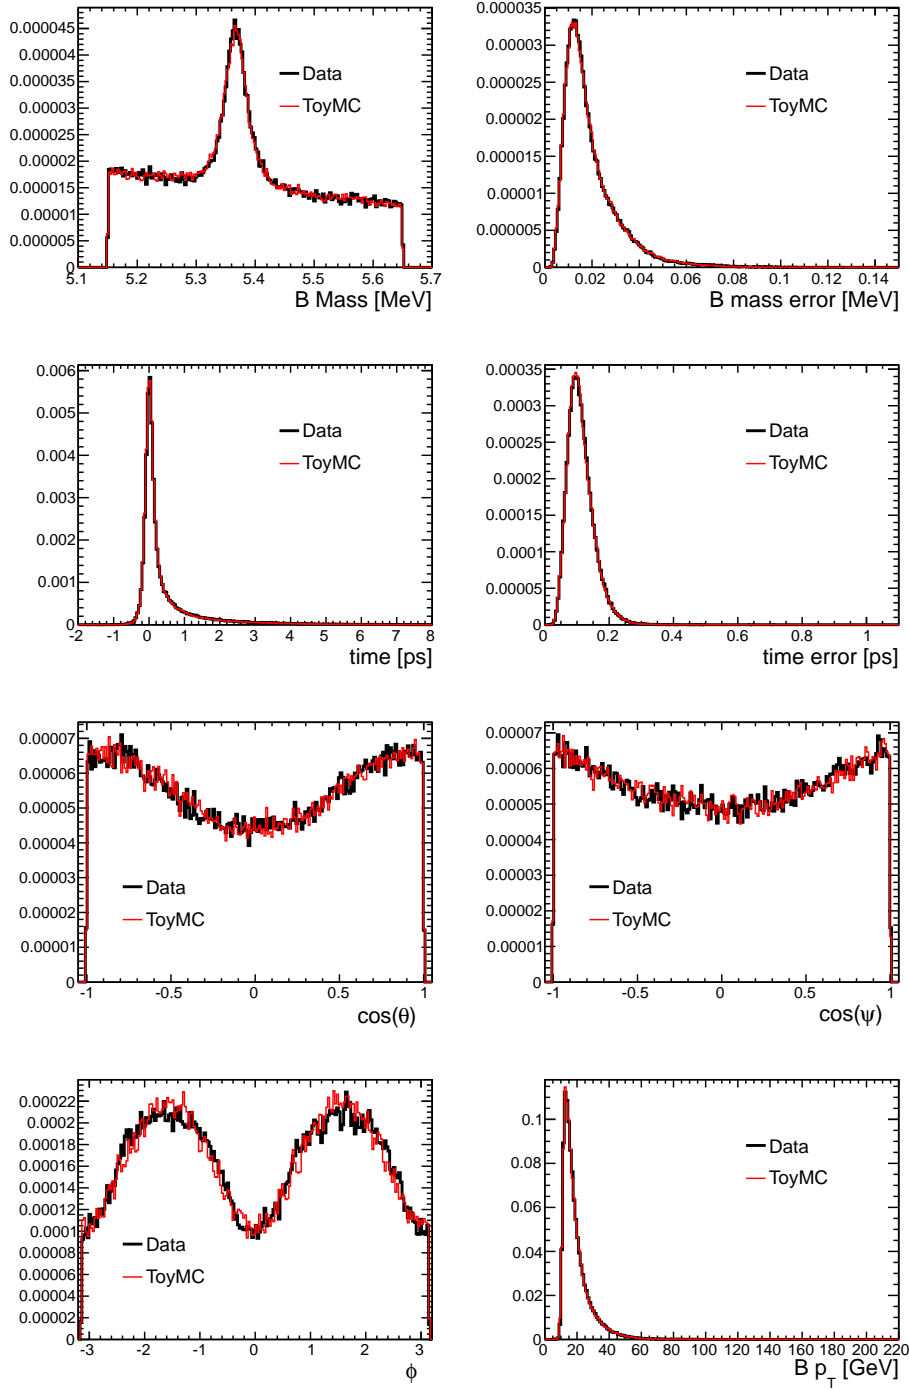 0.000045
0.00004
0.000035
0.00003
0.000025
0.00002
0.000015
0.00001
0.000005
0
5.1 5.2 5.3 5.4 5.5 5.6 5.7
B Mass [MeV]
Data
ToyMC
0.000035
0.00003
0.000025
0.00002
0.000015
0.00001
0.000005
0
0 0.02 0.04 0.06 0.08 0.10 0.12 0.14
B mass error [MeV]
Data
ToyMC
0.006
0.005
0.004
0.003
0.002
0.001
0
-2 -1 0 1 2 3 4 5 6 7 8
time [ps]
Data
ToyMC
0.00035
0.0003
0.00025
0.0002
0.00015
0.0001
0.00005
0
0 0.2 0.4 0.6 0.8 1
time error [ps]
Data
ToyMC
0.00007
0.00006
0.00005
0.00004
0.00003
0.00002
0.00001
0
-1 -0.5 0 0.5 1
cos(θ)
Data
ToyMC
0.00007
0.00006
0.00005
0.00004
0.00003
0.00002
0.00001
0
-1 -0.5 0 0.5 1
cos(ψ)
Data
ToyMC
0.00022
0.0002
0.00018
0.00016
0.00014
0.00012
0.0001
0.00008
0.00006
0.00004
0.00002
0
-3 -2 -1 0 1 2 3
ϕ
Data
ToyMC
0.1
0.08
0.06
0.04
0.02
0
0 20 40 60 80 100 120 140 160 180 200 220
B p_T [GeV]
Data
ToyMC